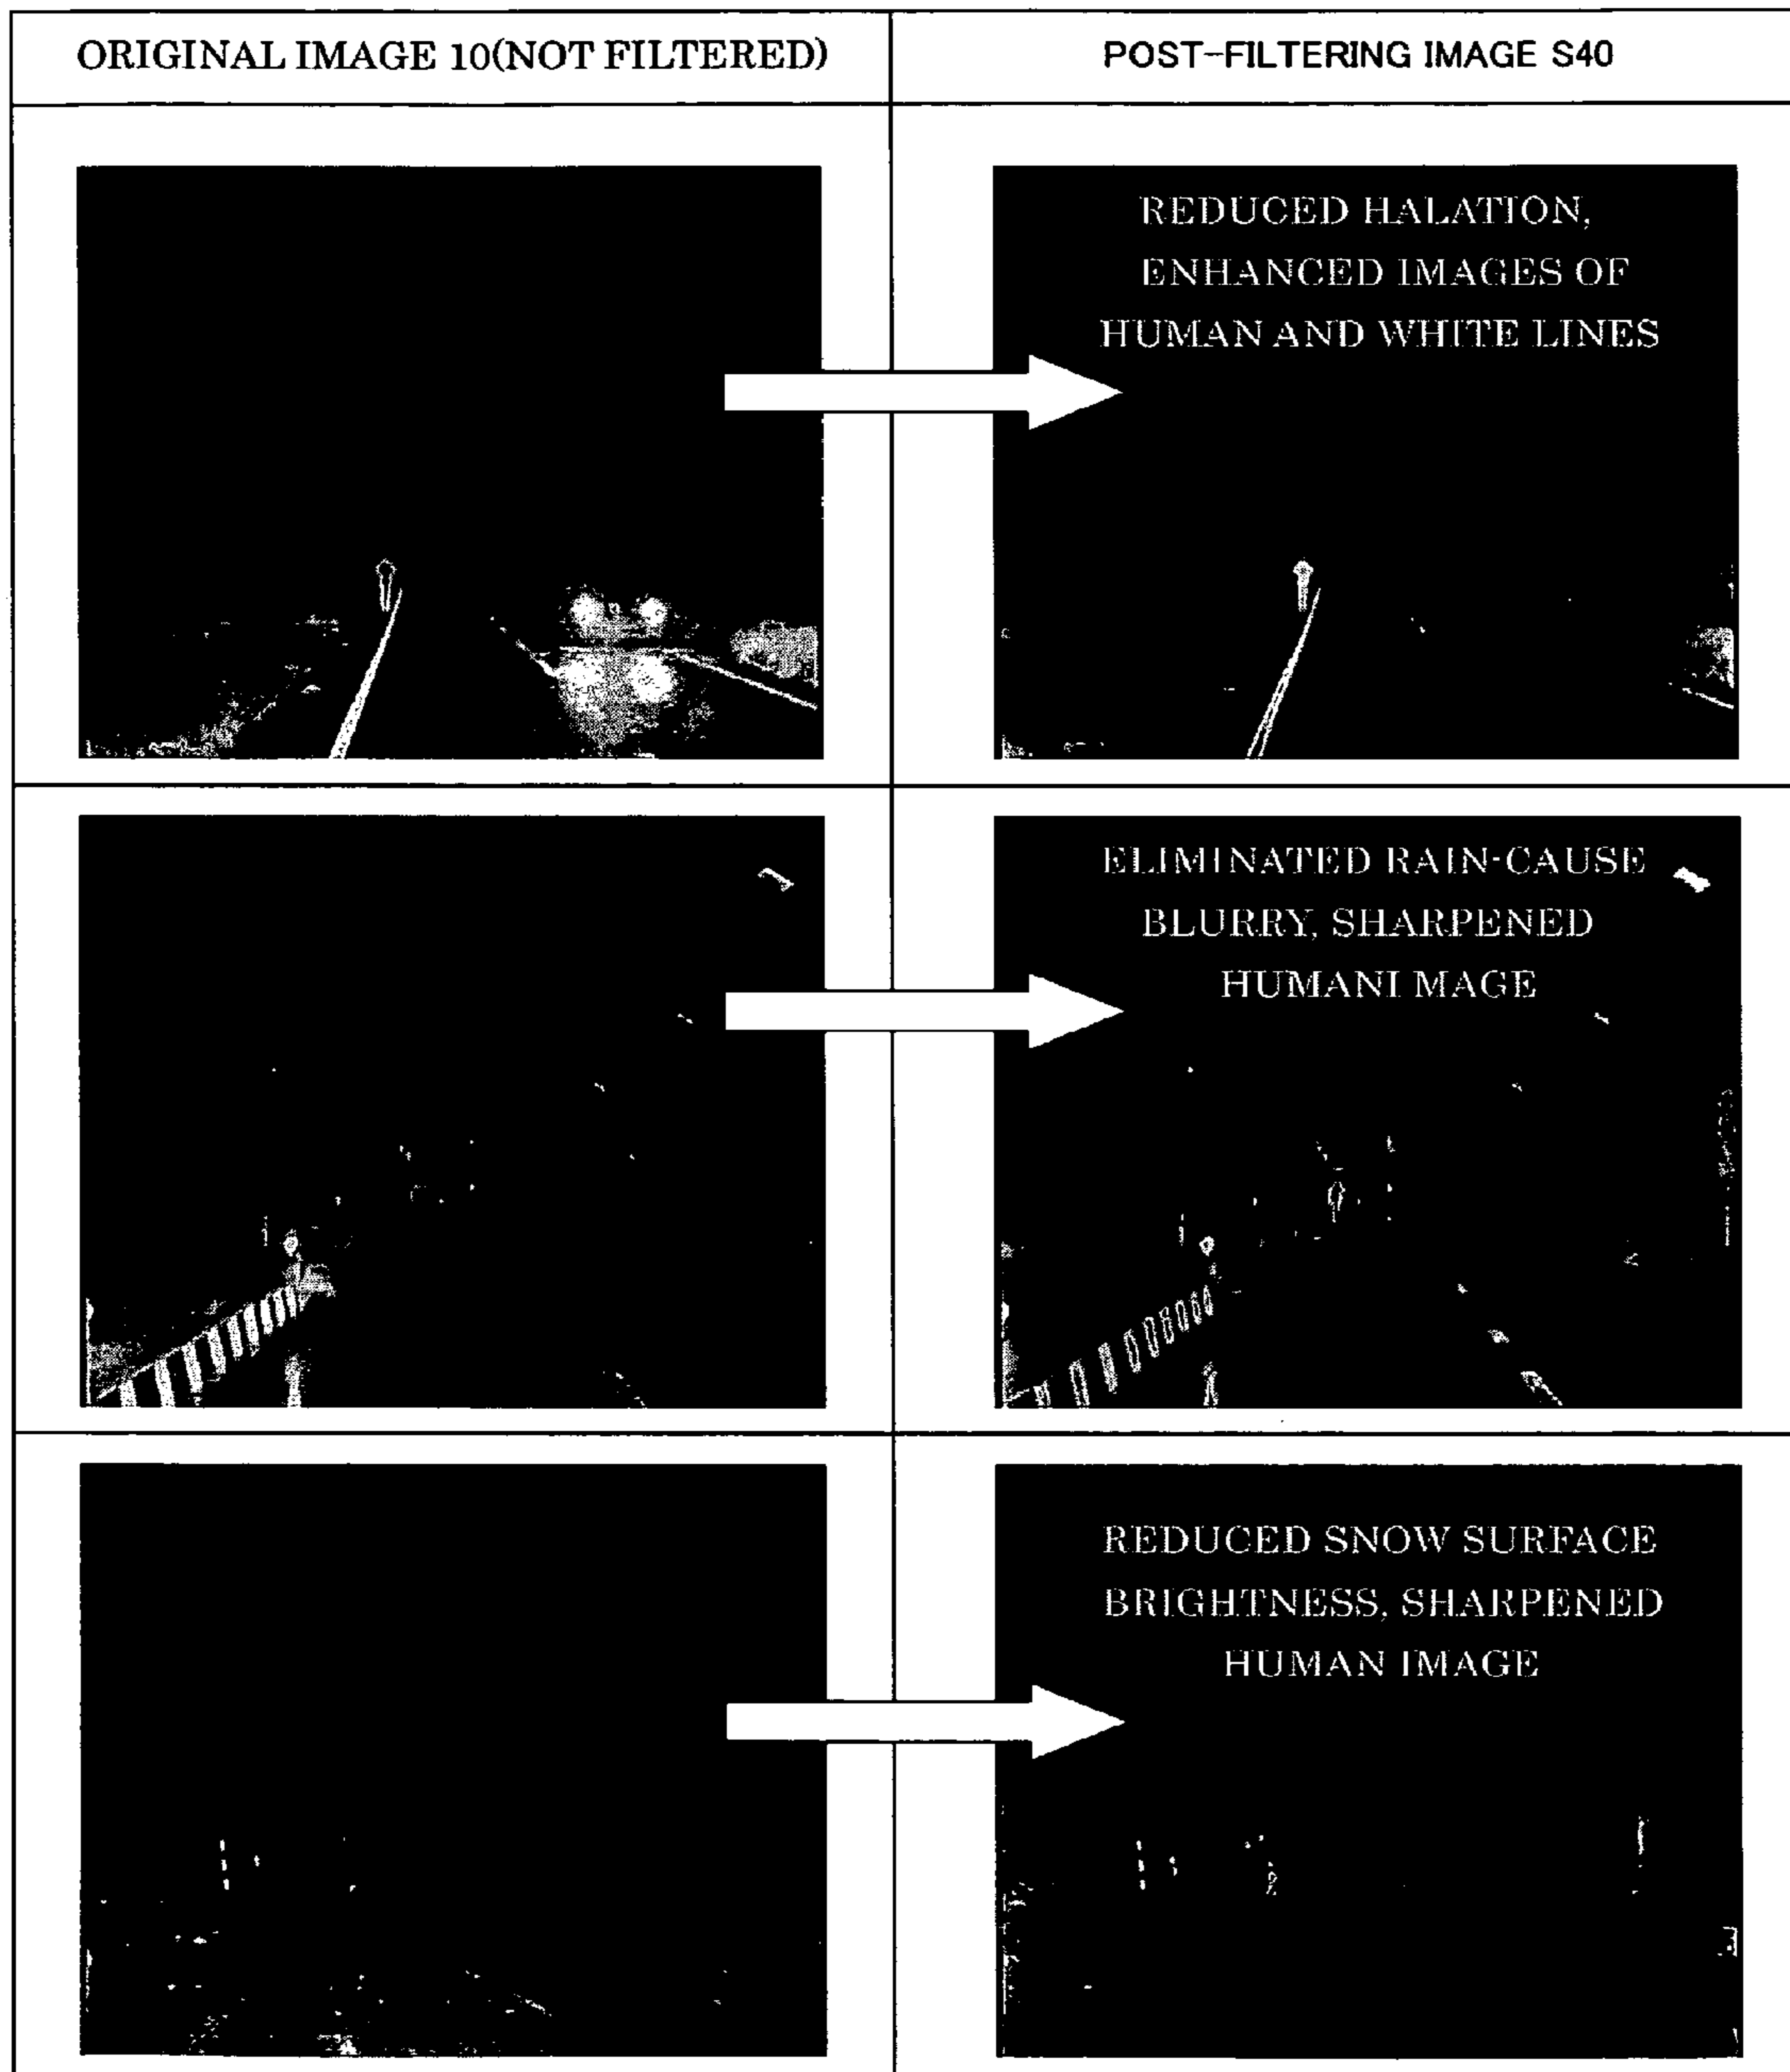 ORIGINAL IMAGE 10(NOT FILTERED)
POST-FILTERING IMAGE S40
REDUCED HALATION,
ENHANCED IMAGES OF
HUMAN AND WHITE LINES
ELIMINATED RAIN-CAUSE
BLURRY, SHARPENED
HUMANI MAGE
REDUCED SNOW SURFACE
BRIGHTNESS, SHARPENED
HUMAN IMAGE